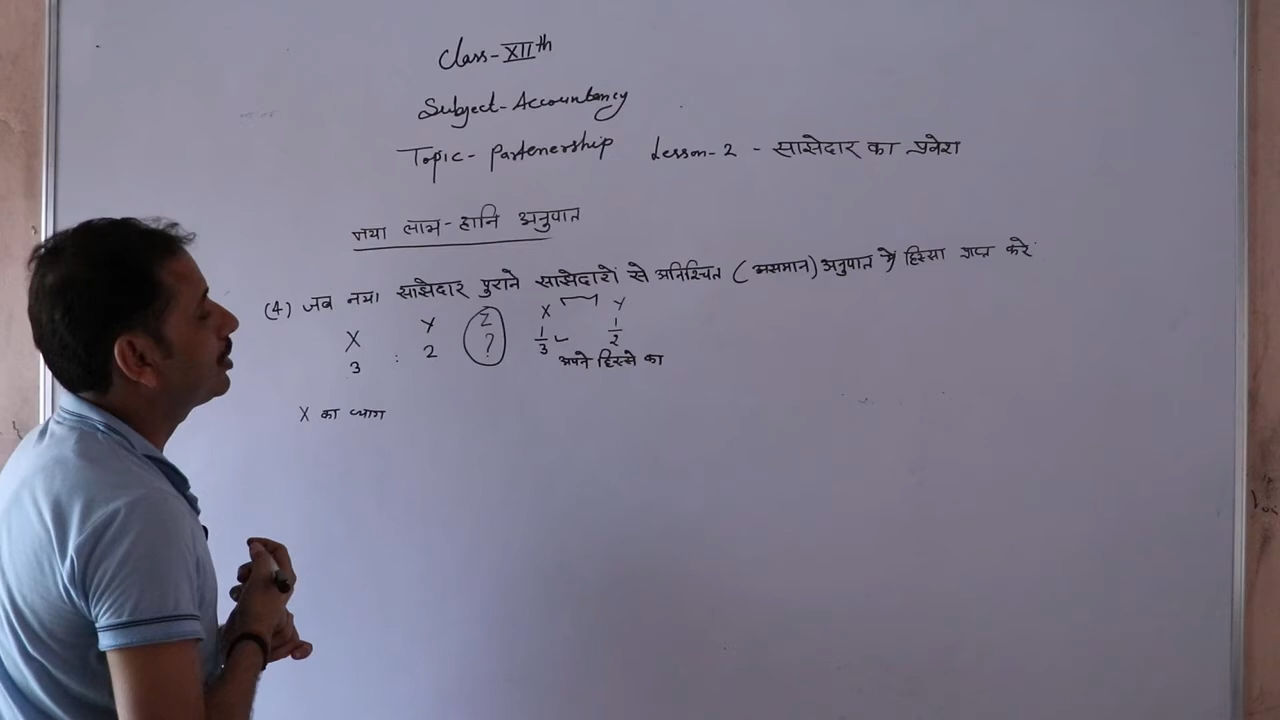 Class-XIIth
Subject-Accountancy
Topic- Partenership Lesson-2 - साझेदार का प्रवेश
नया लाभ-हानि अनुपात
(4) जब नया साझेदार पुराने साझेदारों से अनिश्चित (असमान) अनुपात में हिस्सा प्राप्त करे:
X Y Z X Y
3 : 2 ? 1/3 1/2
अपने हिस्से का
X का त्याग